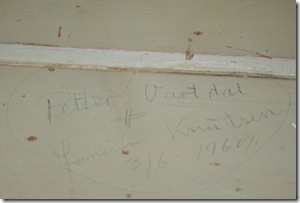 Petter Vartdal
Knutsen
3/6 1960